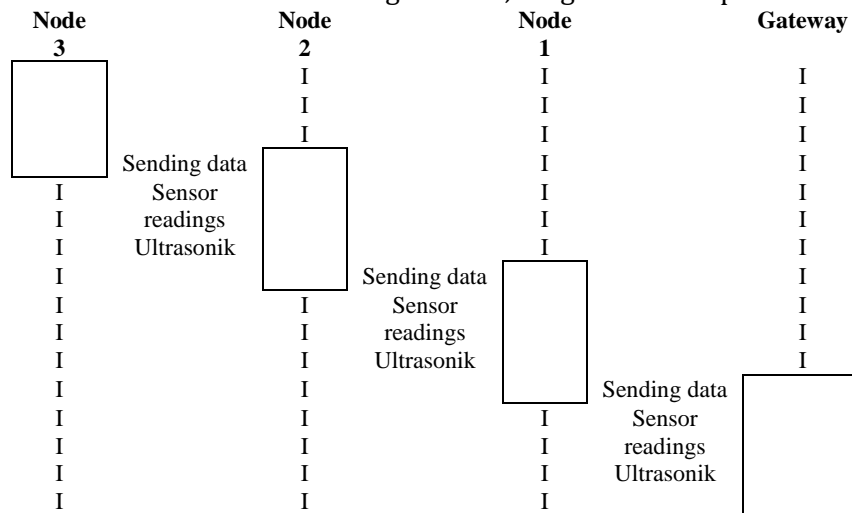 Node Node Node Gateway
3 2 1
I I I
I I I
I I I
Sending data I I
I Sensor I I
I readings I I
I Ultrasonik I I
I Sending data I
I I Sensor I
I I readings I
I I Ultrasonik I
I I Sending data
I I I Sensor
I I I readings
I I I Ultrasonik
I I I